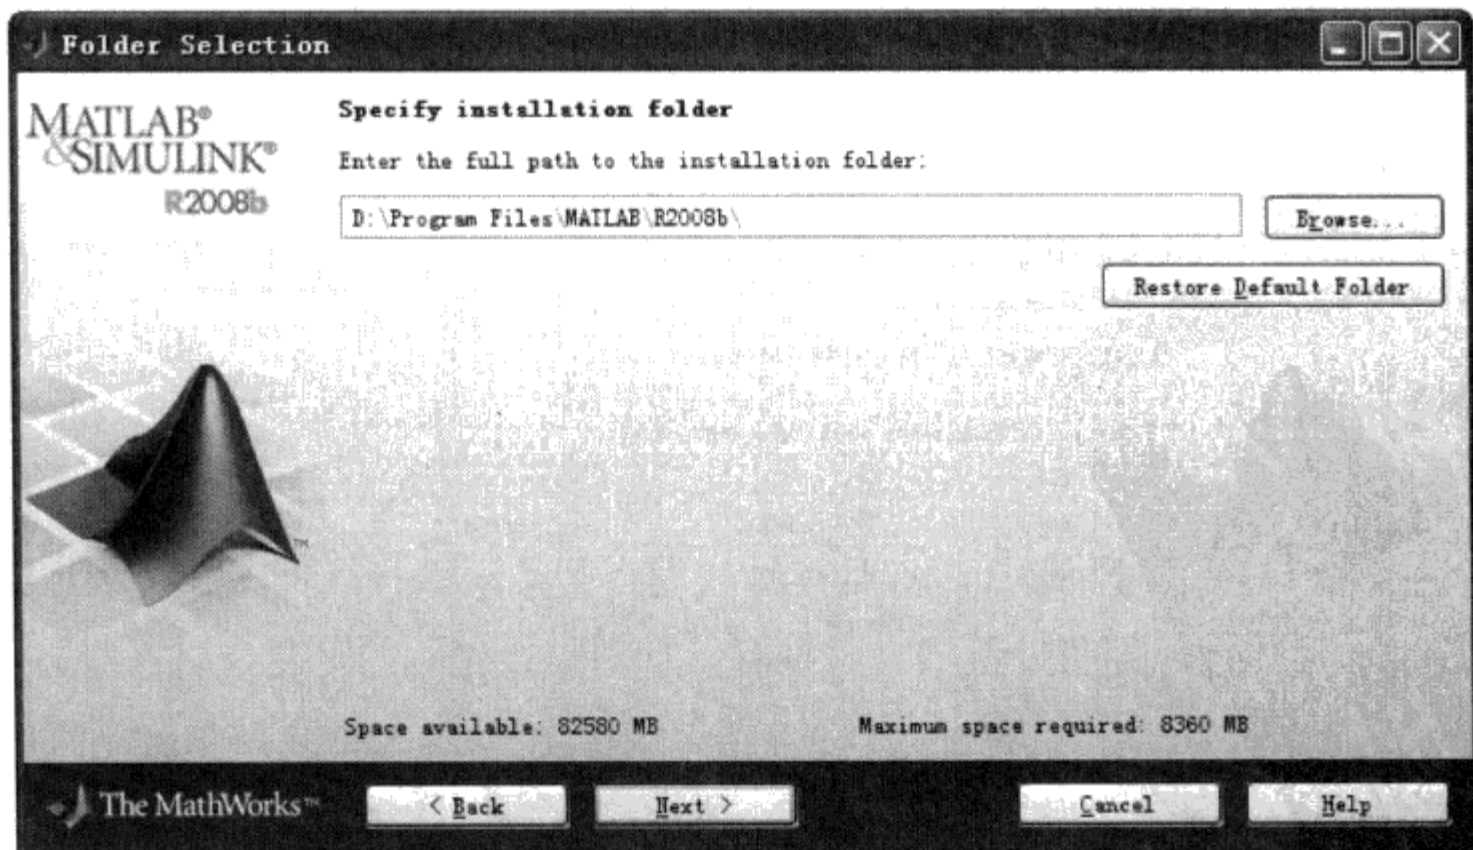 Folder Selection
MATLAB®
&SIMULINK®
R2008b
Specify installation folder
Enter the full path to the installation folder:
D:\Program Files\MATLAB\R2008b\
Browse...
Restore Default Folder
TM
Space available: 82580 MB
Maximum space required: 8360 MB
The MathworksTM
< Back
Next >
Cancel
Help